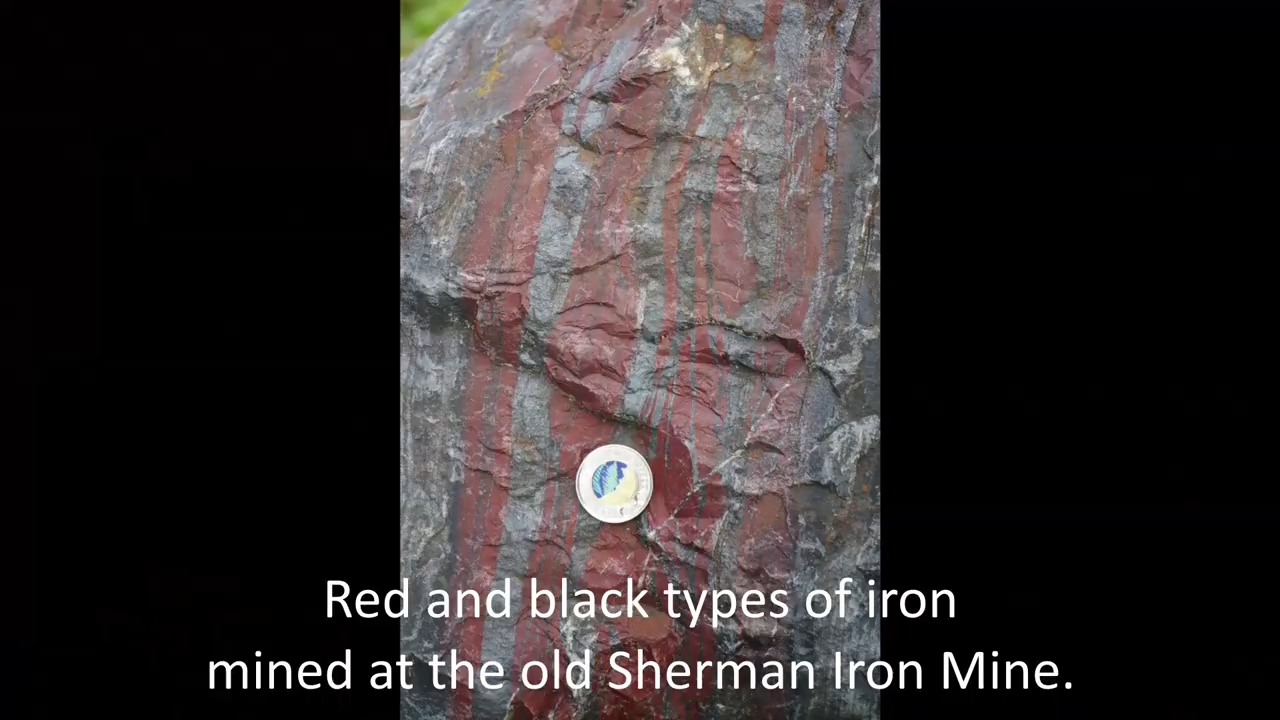 Red and black types of iron
mined at the old Sherman Iron Mine.